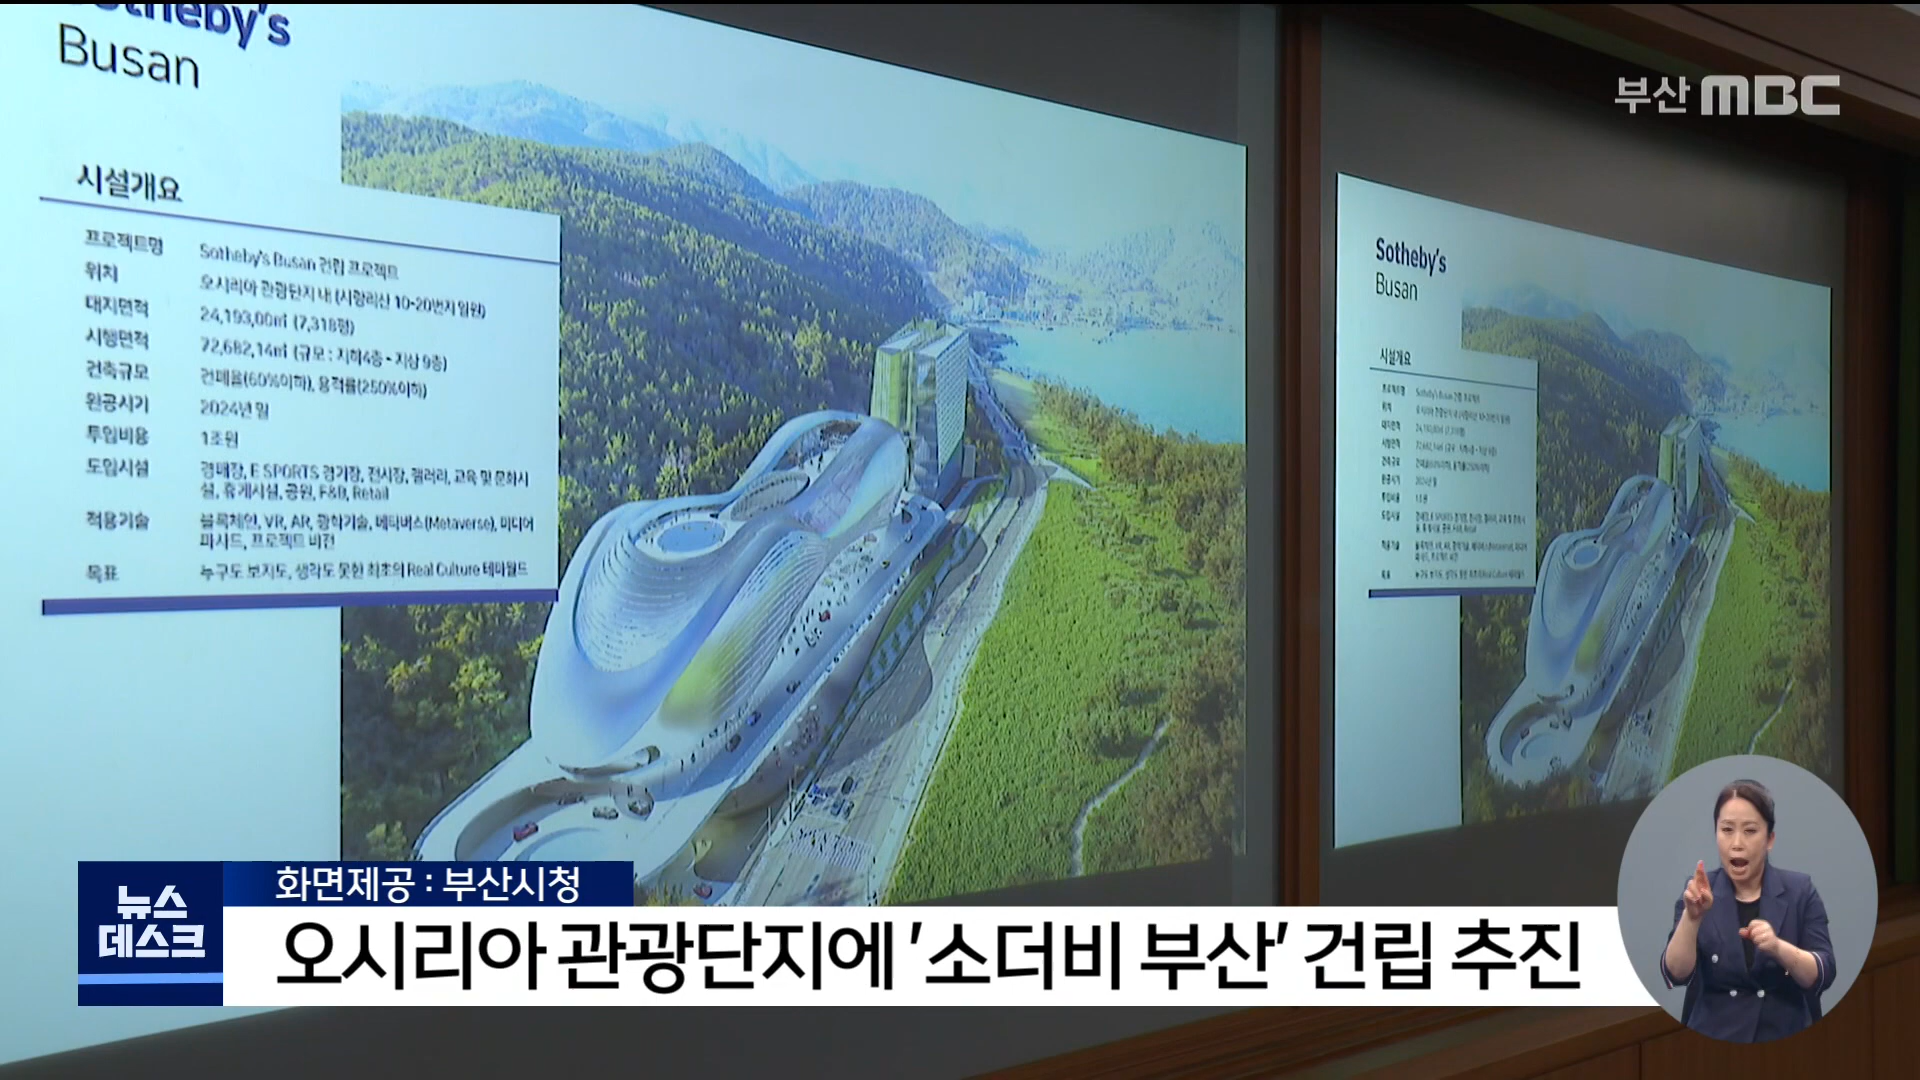 Sotheby's
Busan
시설개요
프로젝트명 Sotheby's Busan 건립 프로젝트
위치 오시리아 관광단지 내 (시랑리산 10-20번지 일원)
대지면적 24,193,00㎡ (7,318평)
시행면적 72,682,14㎡ (규모 : 지하4층 - 지상 9층)
건축규모 건폐율(60%이하), 용적률(250%이하)
완공시기 2024년 말
투입비용 1조원
도입시설 경매장, E SPORTS 경기장, 전시장, 갤러리, 교육 및 문화시
설, 휴게시설, 공원, F&B, Retail
적용기술 블록체인, VR, AR, 광학기술, 메타버스(Metaverse), 미디어
파사드, 프로젝트 비전
목표 누구도 보지도, 생각도 못한 최초의 Real Culture 테마월드
부산 MBC
Sotheby's
Busan
시설개요
화면제공 : 부산시청
뉴스
데스크
오시리아 관광단지에 '소더비 부산' 건립 추진